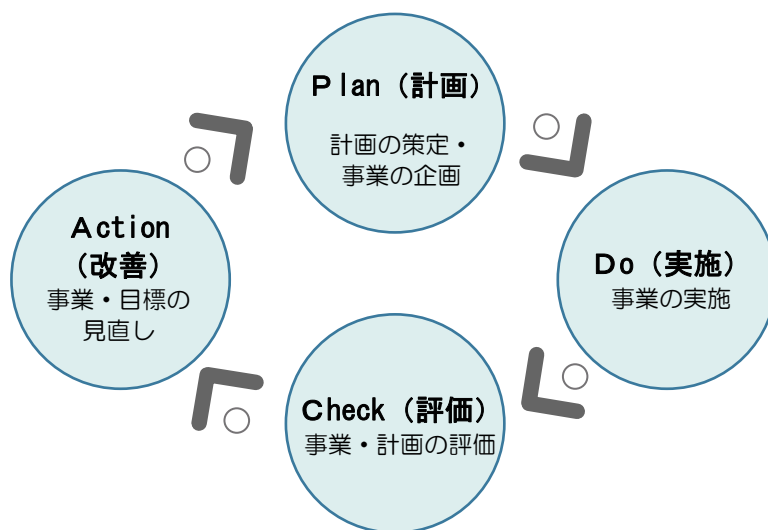 Plan（計画）
計画の策定・
事業の企画
Do（実施）
事業の実施
Check（評価）
事業・計画の評価
Action
（改善）
事業・目標の
見直し